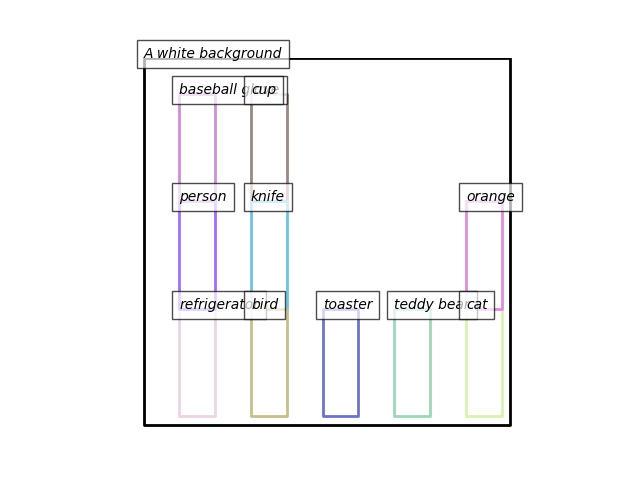 A white background
baseball glove
cup
person
knife
orange
refrigerator
bird
toaster
teddy bear
cat